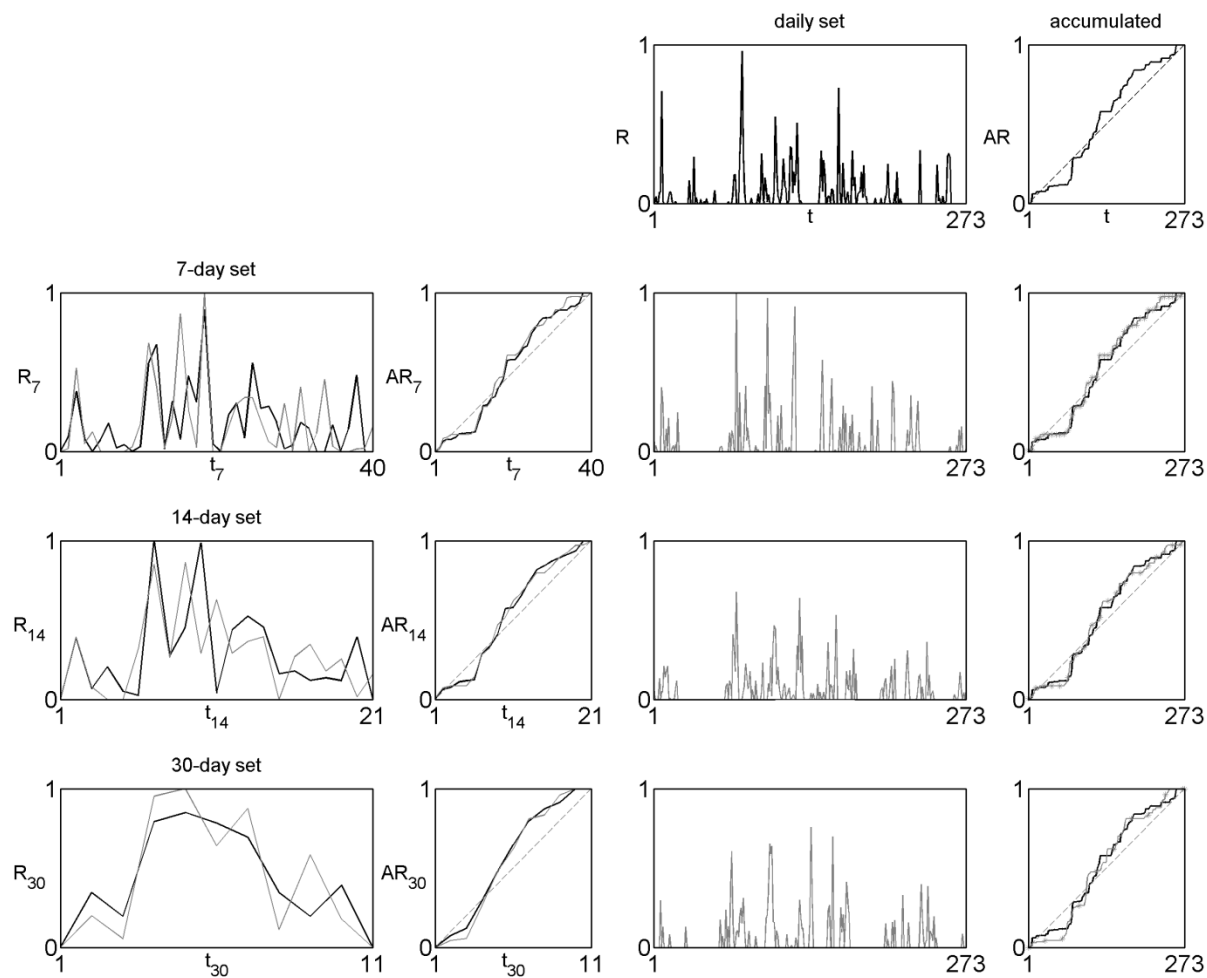 daily set accumulated
1 1
R AR
0 0
1 t 273 1 t 273
7-day set
1 1 1 1
R7 AR7
0 0 0 0
1 t7 40 1 t7 40 1 273 1 273
14-day set
1 1 1 1
R14 AR14
0 0 0 0
1 t14 21 1 t14 21 1 273 1 273
30-day set
1 1 1 1
R30 AR30
0 0 0 0
1 t30 11 1 t30 11 1 273 1 273